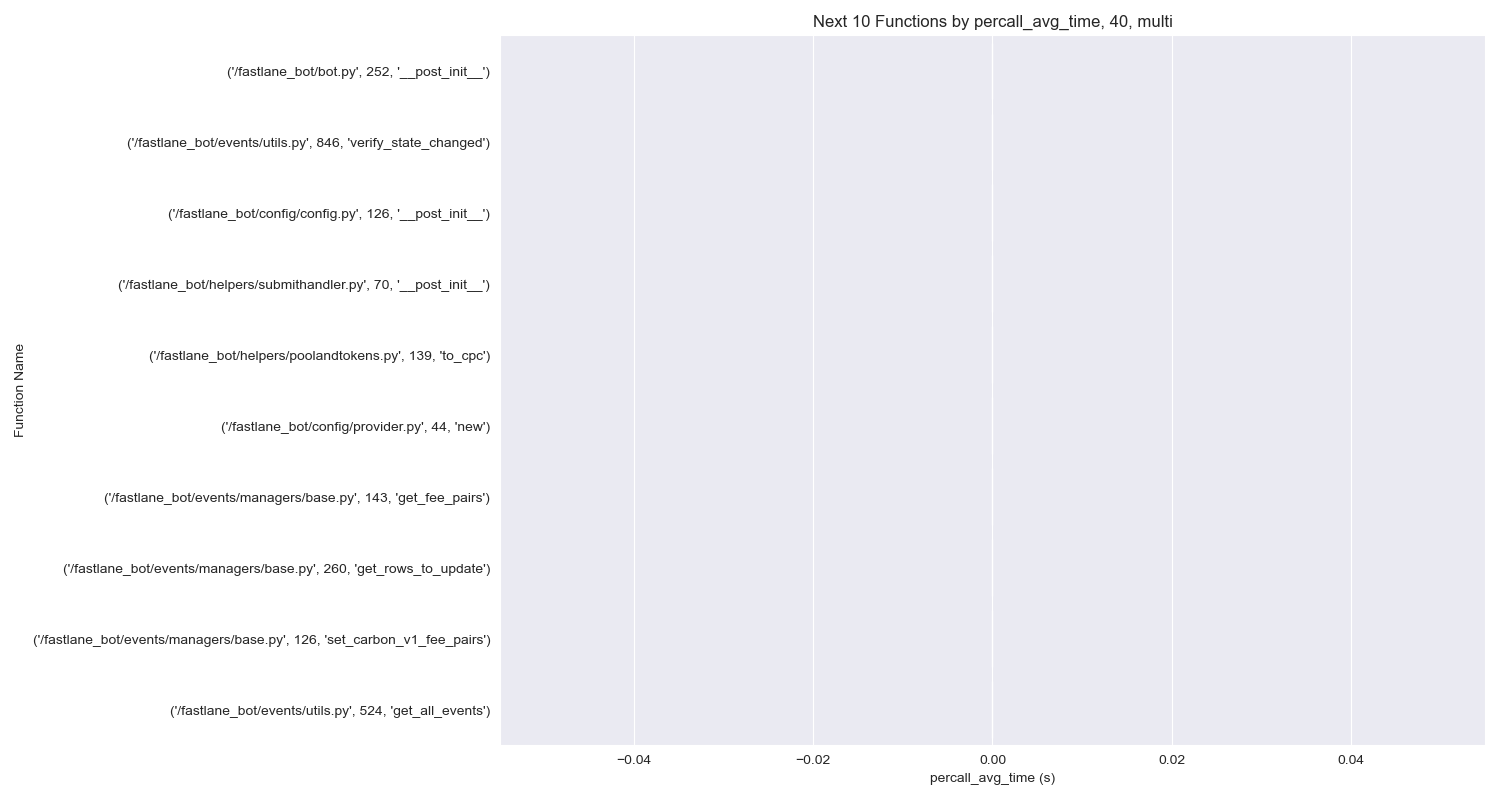 Next 10 Functions by percall_avg_time, 40, multi
('/fastlane_bot/bot.py', 252, '__post_init__')
('/fastlane_bot/events/utils.py', 846, 'verify_state_changed')
('/fastlane_bot/config/config.py', 126, '__post_init__')
('/fastlane_bot/helpers/submithandler.py', 70, '__post_init__')
('/fastlane_bot/helpers/poolandtokens.py', 139, 'to_cpc')
('/fastlane_bot/config/provider.py', 44, 'new')
('/fastlane_bot/events/managers/base.py', 143, 'get_fee_pairs')
('/fastlane_bot/events/managers/base.py', 260, 'get_rows_to_update')
('/fastlane_bot/events/managers/base.py', 126, 'set_carbon_v1_fee_pairs')
('/fastlane_bot/events/utils.py', 524, 'get_all_events')
Function Name
−0.04 −0.02 0.00 0.02 0.04
percall_avg_time (s)